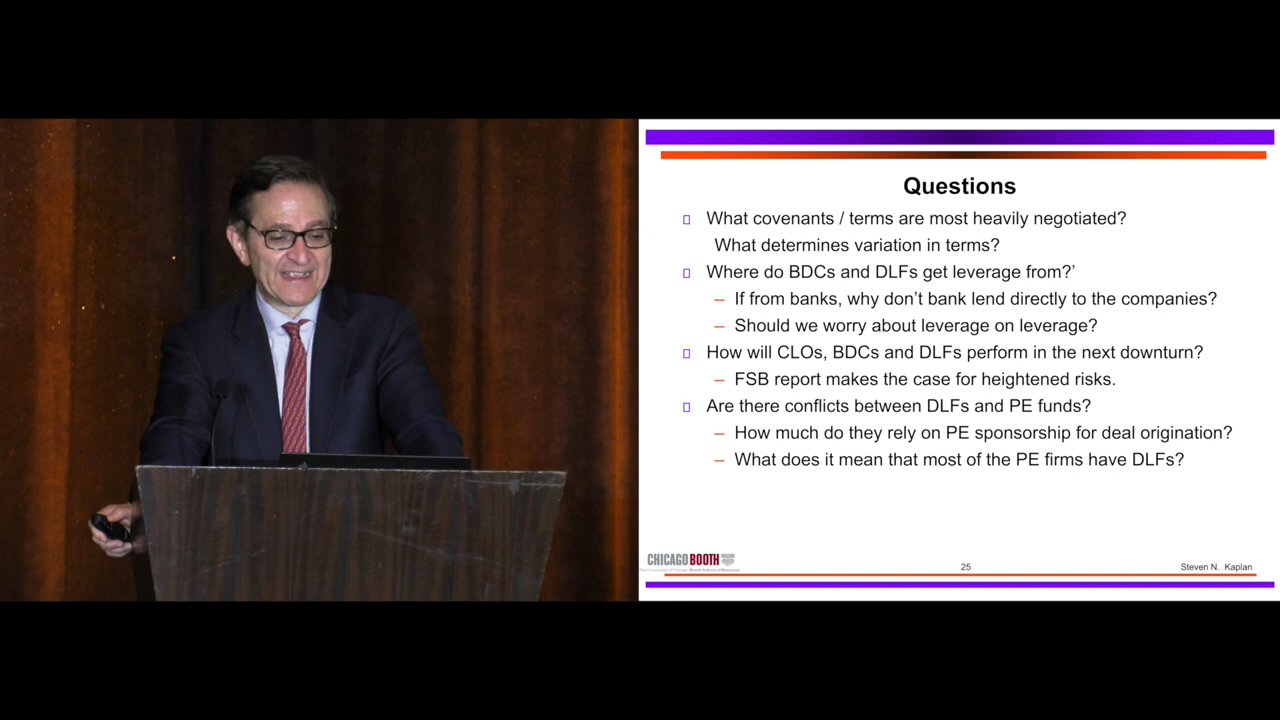 Questions
What covenants / terms are most heavily negotiated?
What determines variation in terms?
Where do BDCs and DLFs get leverage from?’
– If from banks, why don’t bank lend directly to the companies?
– Should we worry about leverage on leverage?
How will CLOs, BDCs and DLFs perform in the next downturn?
– FSB report makes the case for heightened risks.
Are there conflicts between DLFs and PE funds?
– How much do they rely on PE sponsorship for deal origination?
– What does it mean that most of the PE firms have DLFs?
CHICAGO BOOTH
25
Steven N. Kaplan